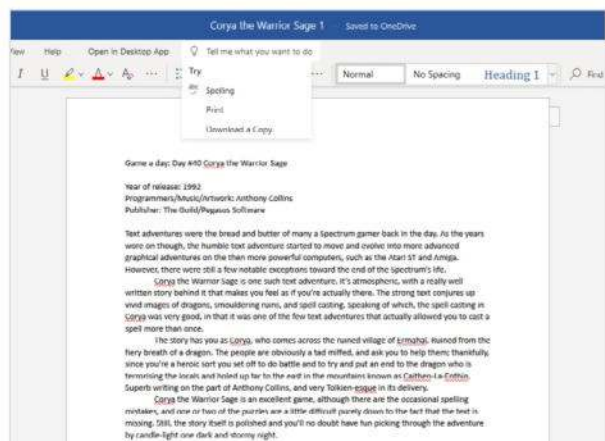 Corya the Warrior Sage 1 Saved to OneDrive
View Help Open in Desktop App Tell me what you want to do
I U A A ... ... Normal No Spacing Heading 1 Find
Try
Spelling
Print
Download a Copy
Game a day: Day #40 Corya the Warrior Sage
Year of release: 1992
Programmers/Music/Artwork: Anthony Collins
Publisher: The Guild/Pegasus Software
Text adventures were the bread and butter of many a Spectrum gamer back in the day. As the years
wore on though, the humble text adventure started to move and evolve into more advanced
graphical adventures on the then more powerful computers, such as the Atari ST and Amiga.
However, there were still a few notable exceptions toward the end of the Spectrum's life.
Corya the Warrior Sage is one such text adventure. It's atmospheric, with a really well
written story behind it that makes you feel as if you're actually there. The strong text conjures up
vivid images of dragons, smouldering ruins, and spell casting, speaking of which, the spell casting in
Corya was very good, in that it was one of the few text adventures that actually allowed you to cast a
spell more than once.
The story has you as Corya, who comes across the ruined village of Ermahal. Ruined from the
fiery breath of a dragon. The people are obviously a tad miffed, and ask you to help them; thankfully,
since you're a heroic sort you set off to do battle and to try and put an end to the dragon who is
terrorising the locals and holed up far to the east in the mountains known as Caithen-La-Enthin.
Superb writing on the part of Anthony Collins, and very Tolkien-esque in its delivery.
Corya the Warrior Sage is an excellent game, although there are the occasional spelling
mistakes, and one or two of the puzzles are a little difficult purely down to the fact that the text is
missing. Still, the story itself is polished and you'll no doubt have fun picking through the adventure
by candle-light one dark and stormy night.